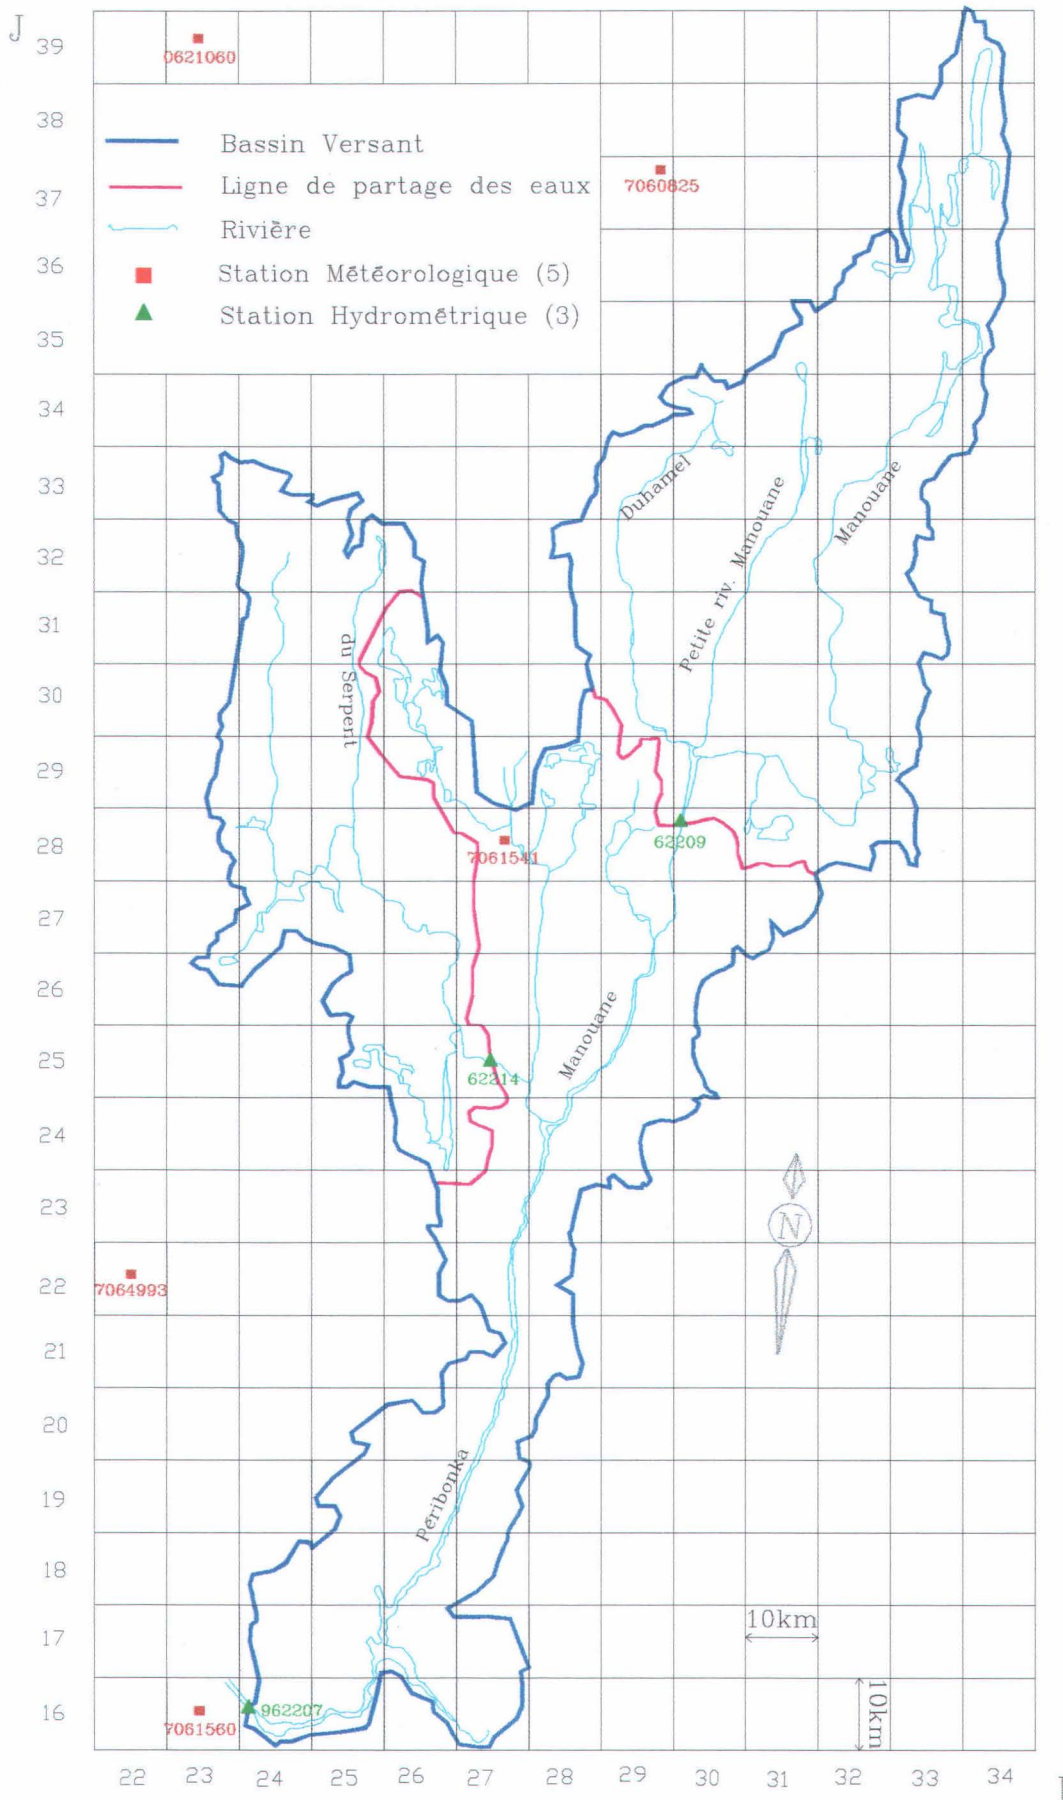 J
39
0621060
38
Bassin Versant
Ligne de partage des eaux
7060825
37
Rivière
36
Station Météorologique (5)
Station Hydrométrique (3)
35
34
33
Duhamel
Petite riv. Manouane
Manouane
32
31
du Serpent
30
29
28
7061541
62209
27
26
Manouane
25
62214
24
23
N
22
7064993
21
20
19
Péribonka
18
17
10km
16
7061560
962207
10km
22 23 24 25 26 27 28 29 30 31 32 33 34